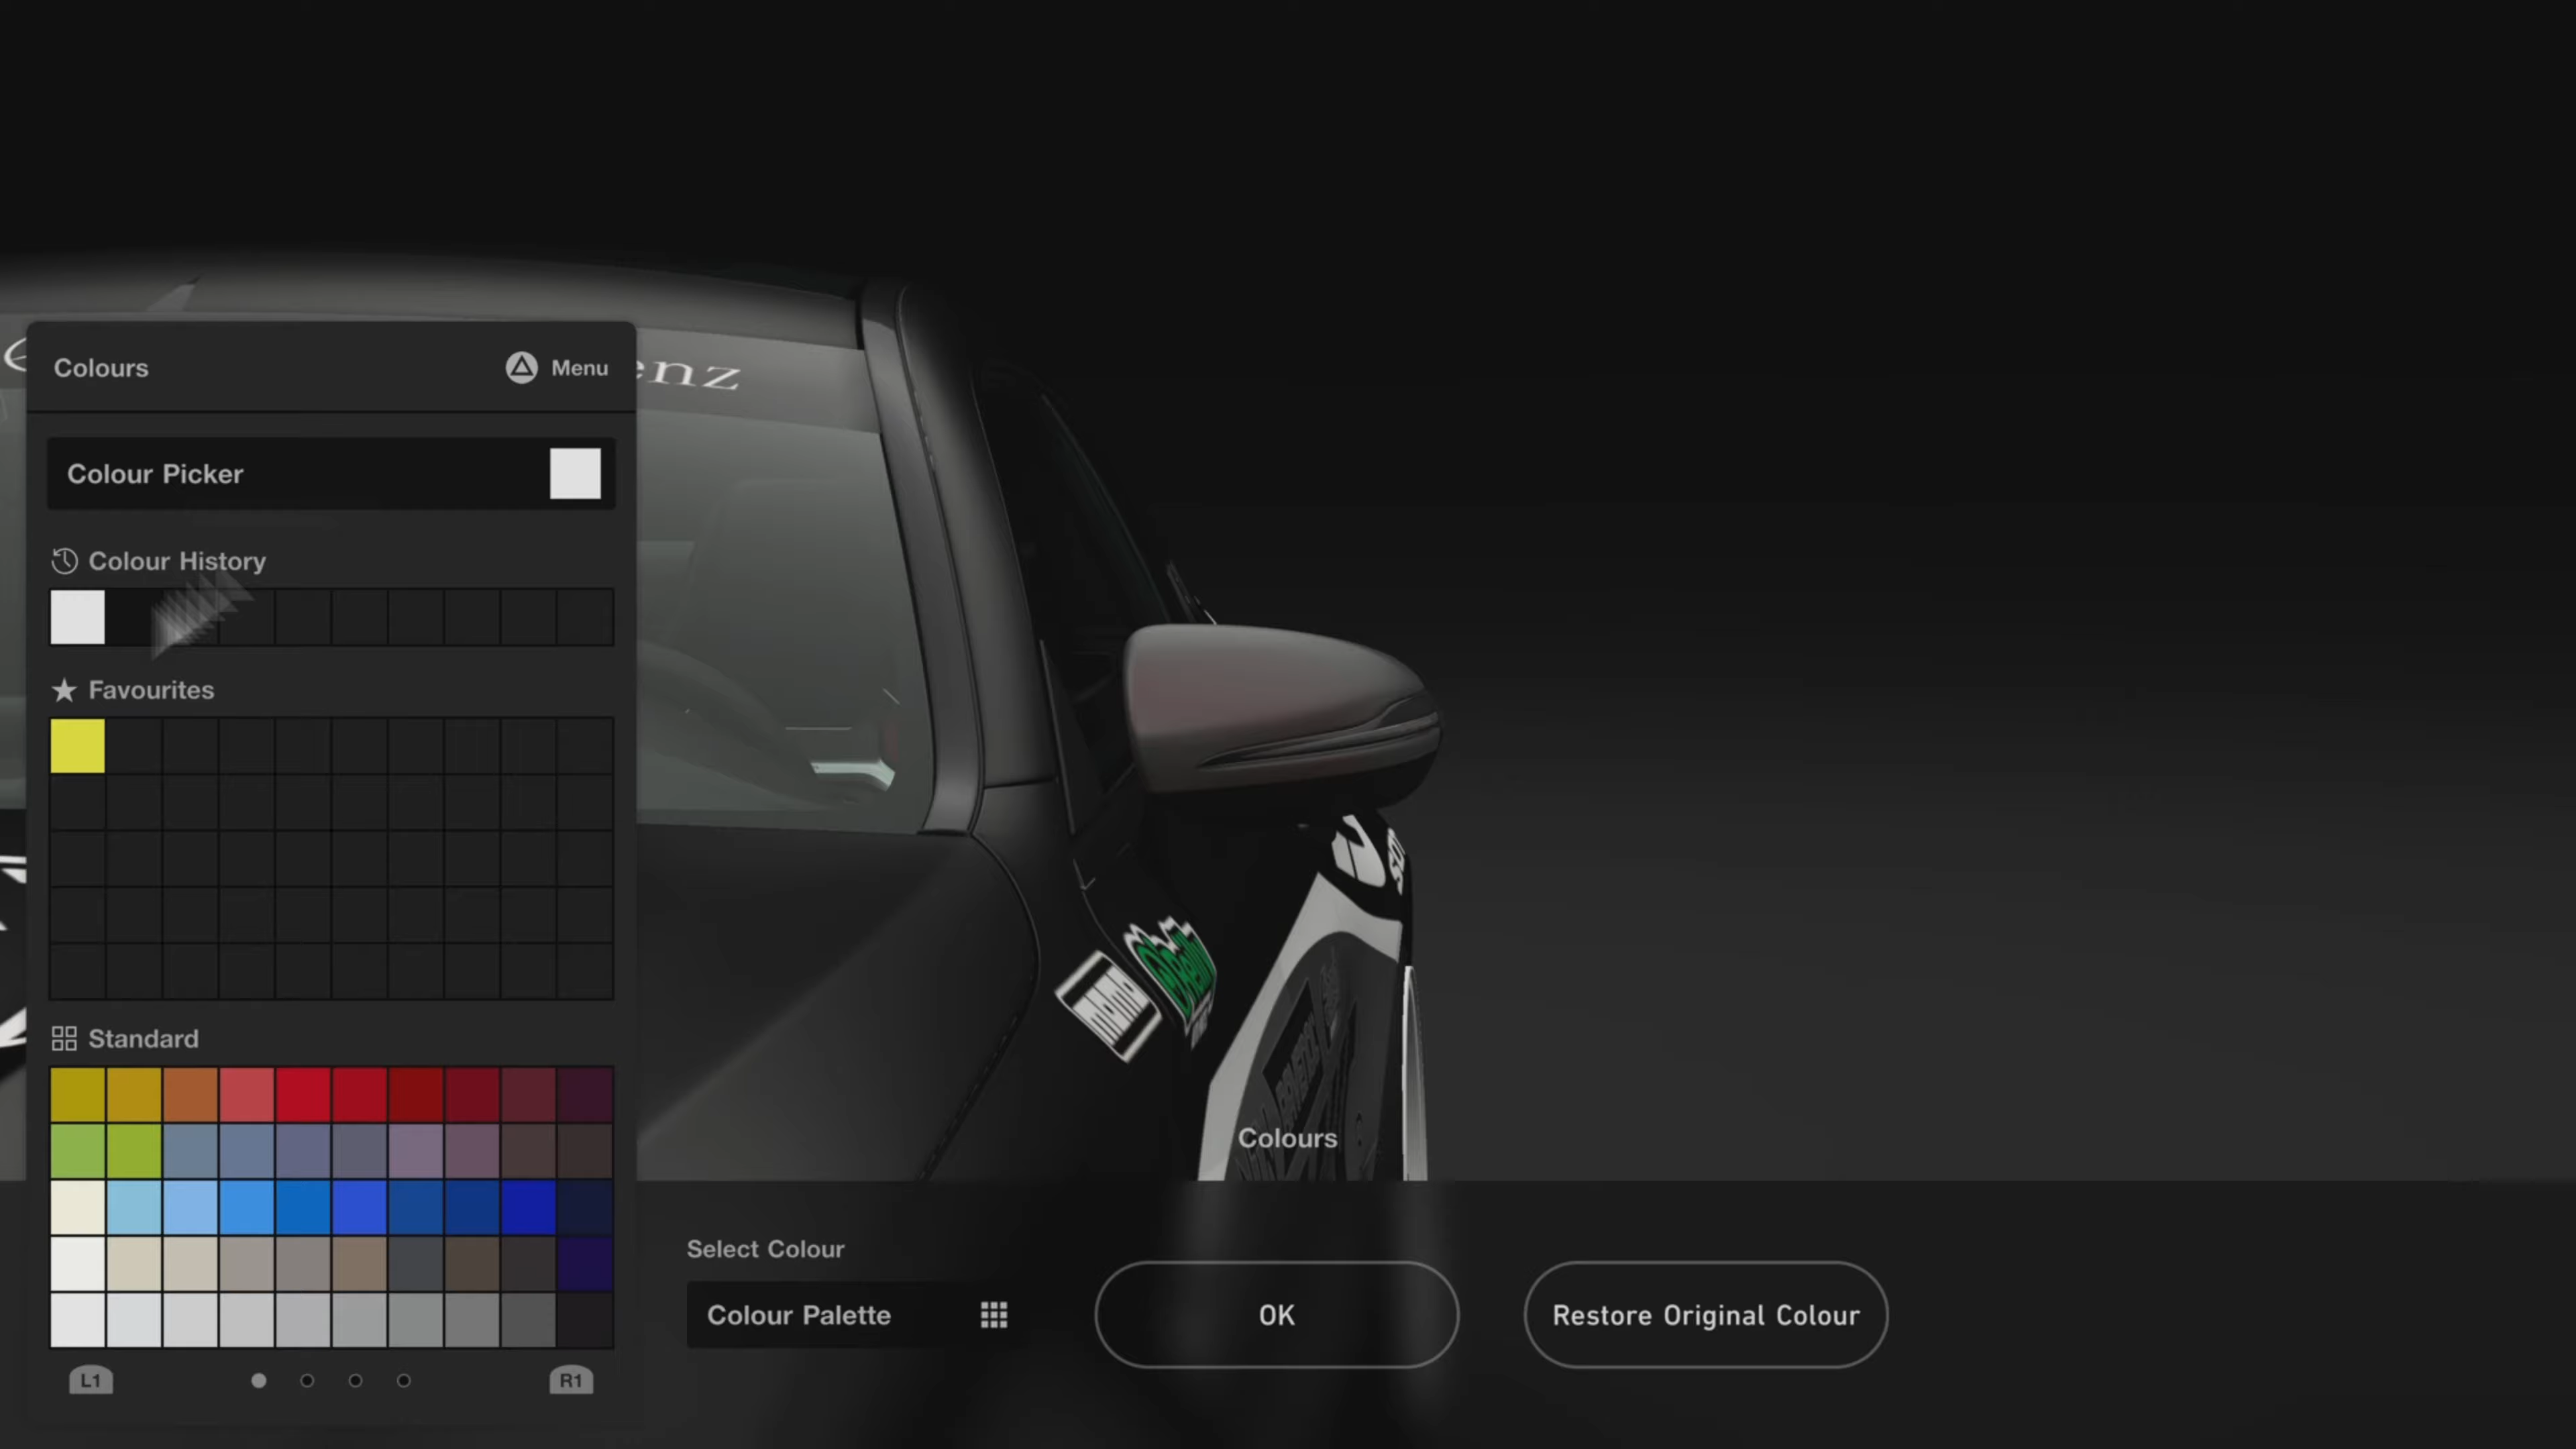 Colours
Menu
enz
Colour Picker
Colour History
Favourites
Standard
L1
R1
Colours
Select Colour
Colour Palette
OK
Restore Original Colour